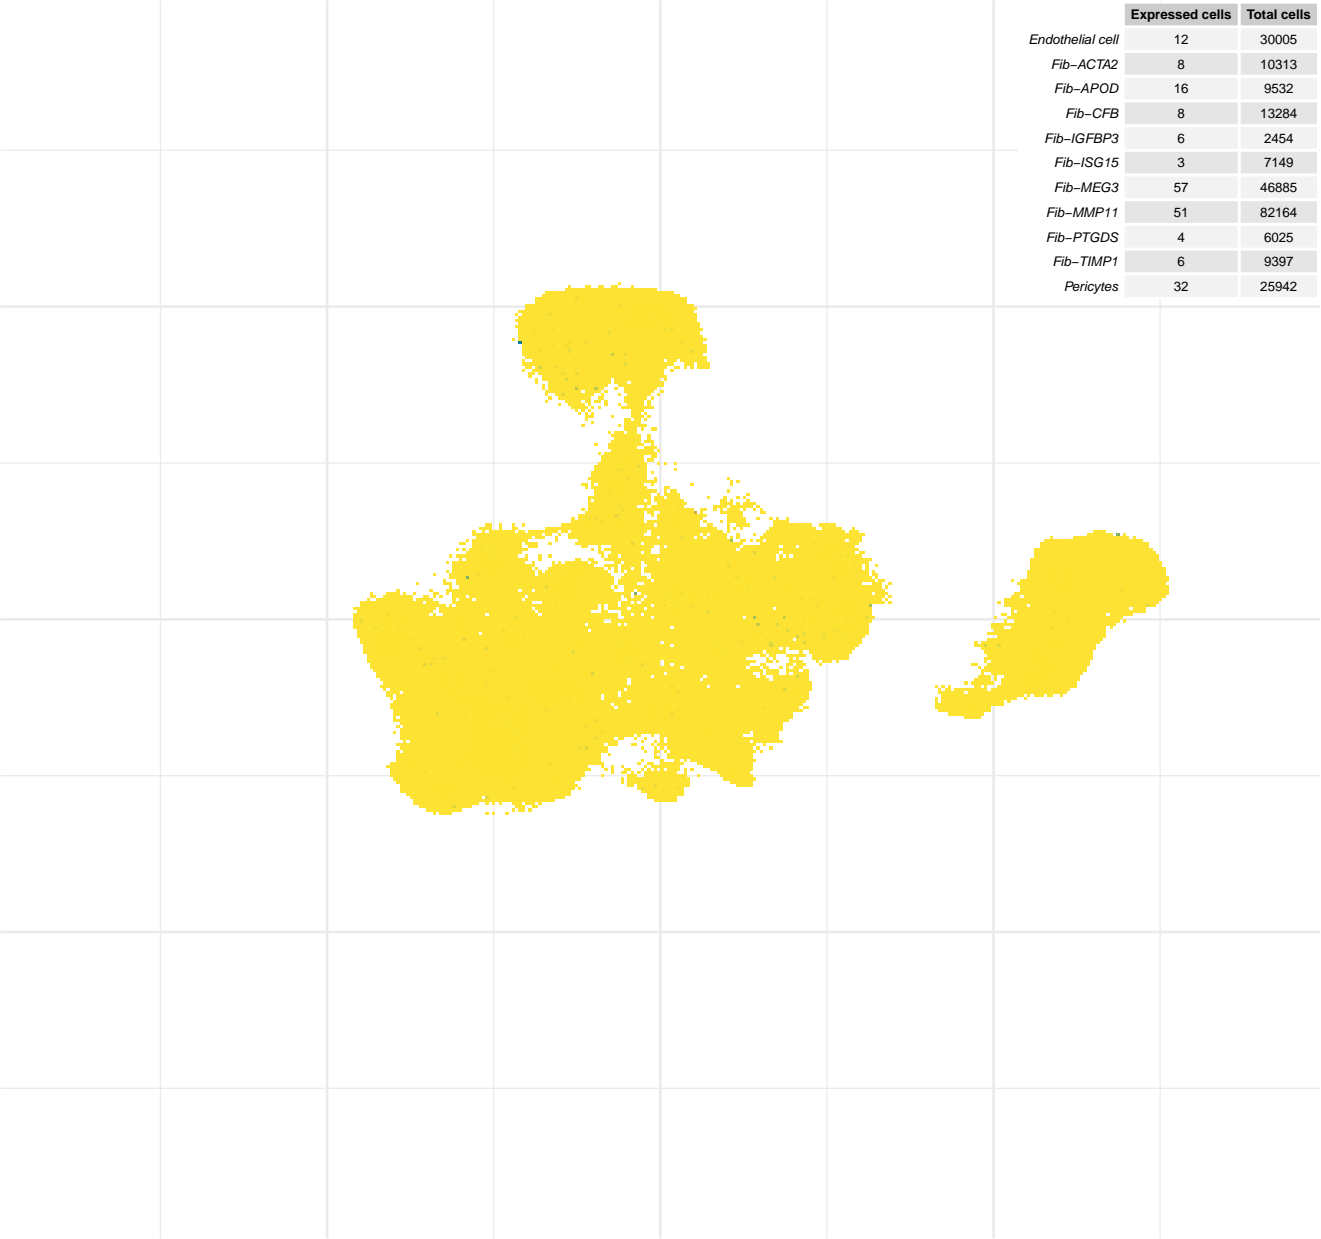 Expressed cells Total cells
Endothelial cell 12 30005
Fib−ACTA2 8 10313
Fib−APOD 16 9532
Fib−CFB 8 13284
Fib−IGFBP3 6 2454
Fib−ISG15 3 7149
Fib−MEG3 57 46885
Fib−MMP11 51 82164
Fib−PTGDS 4 6025
Fib−TIMP1 6 9397
Pericytes 32 25942